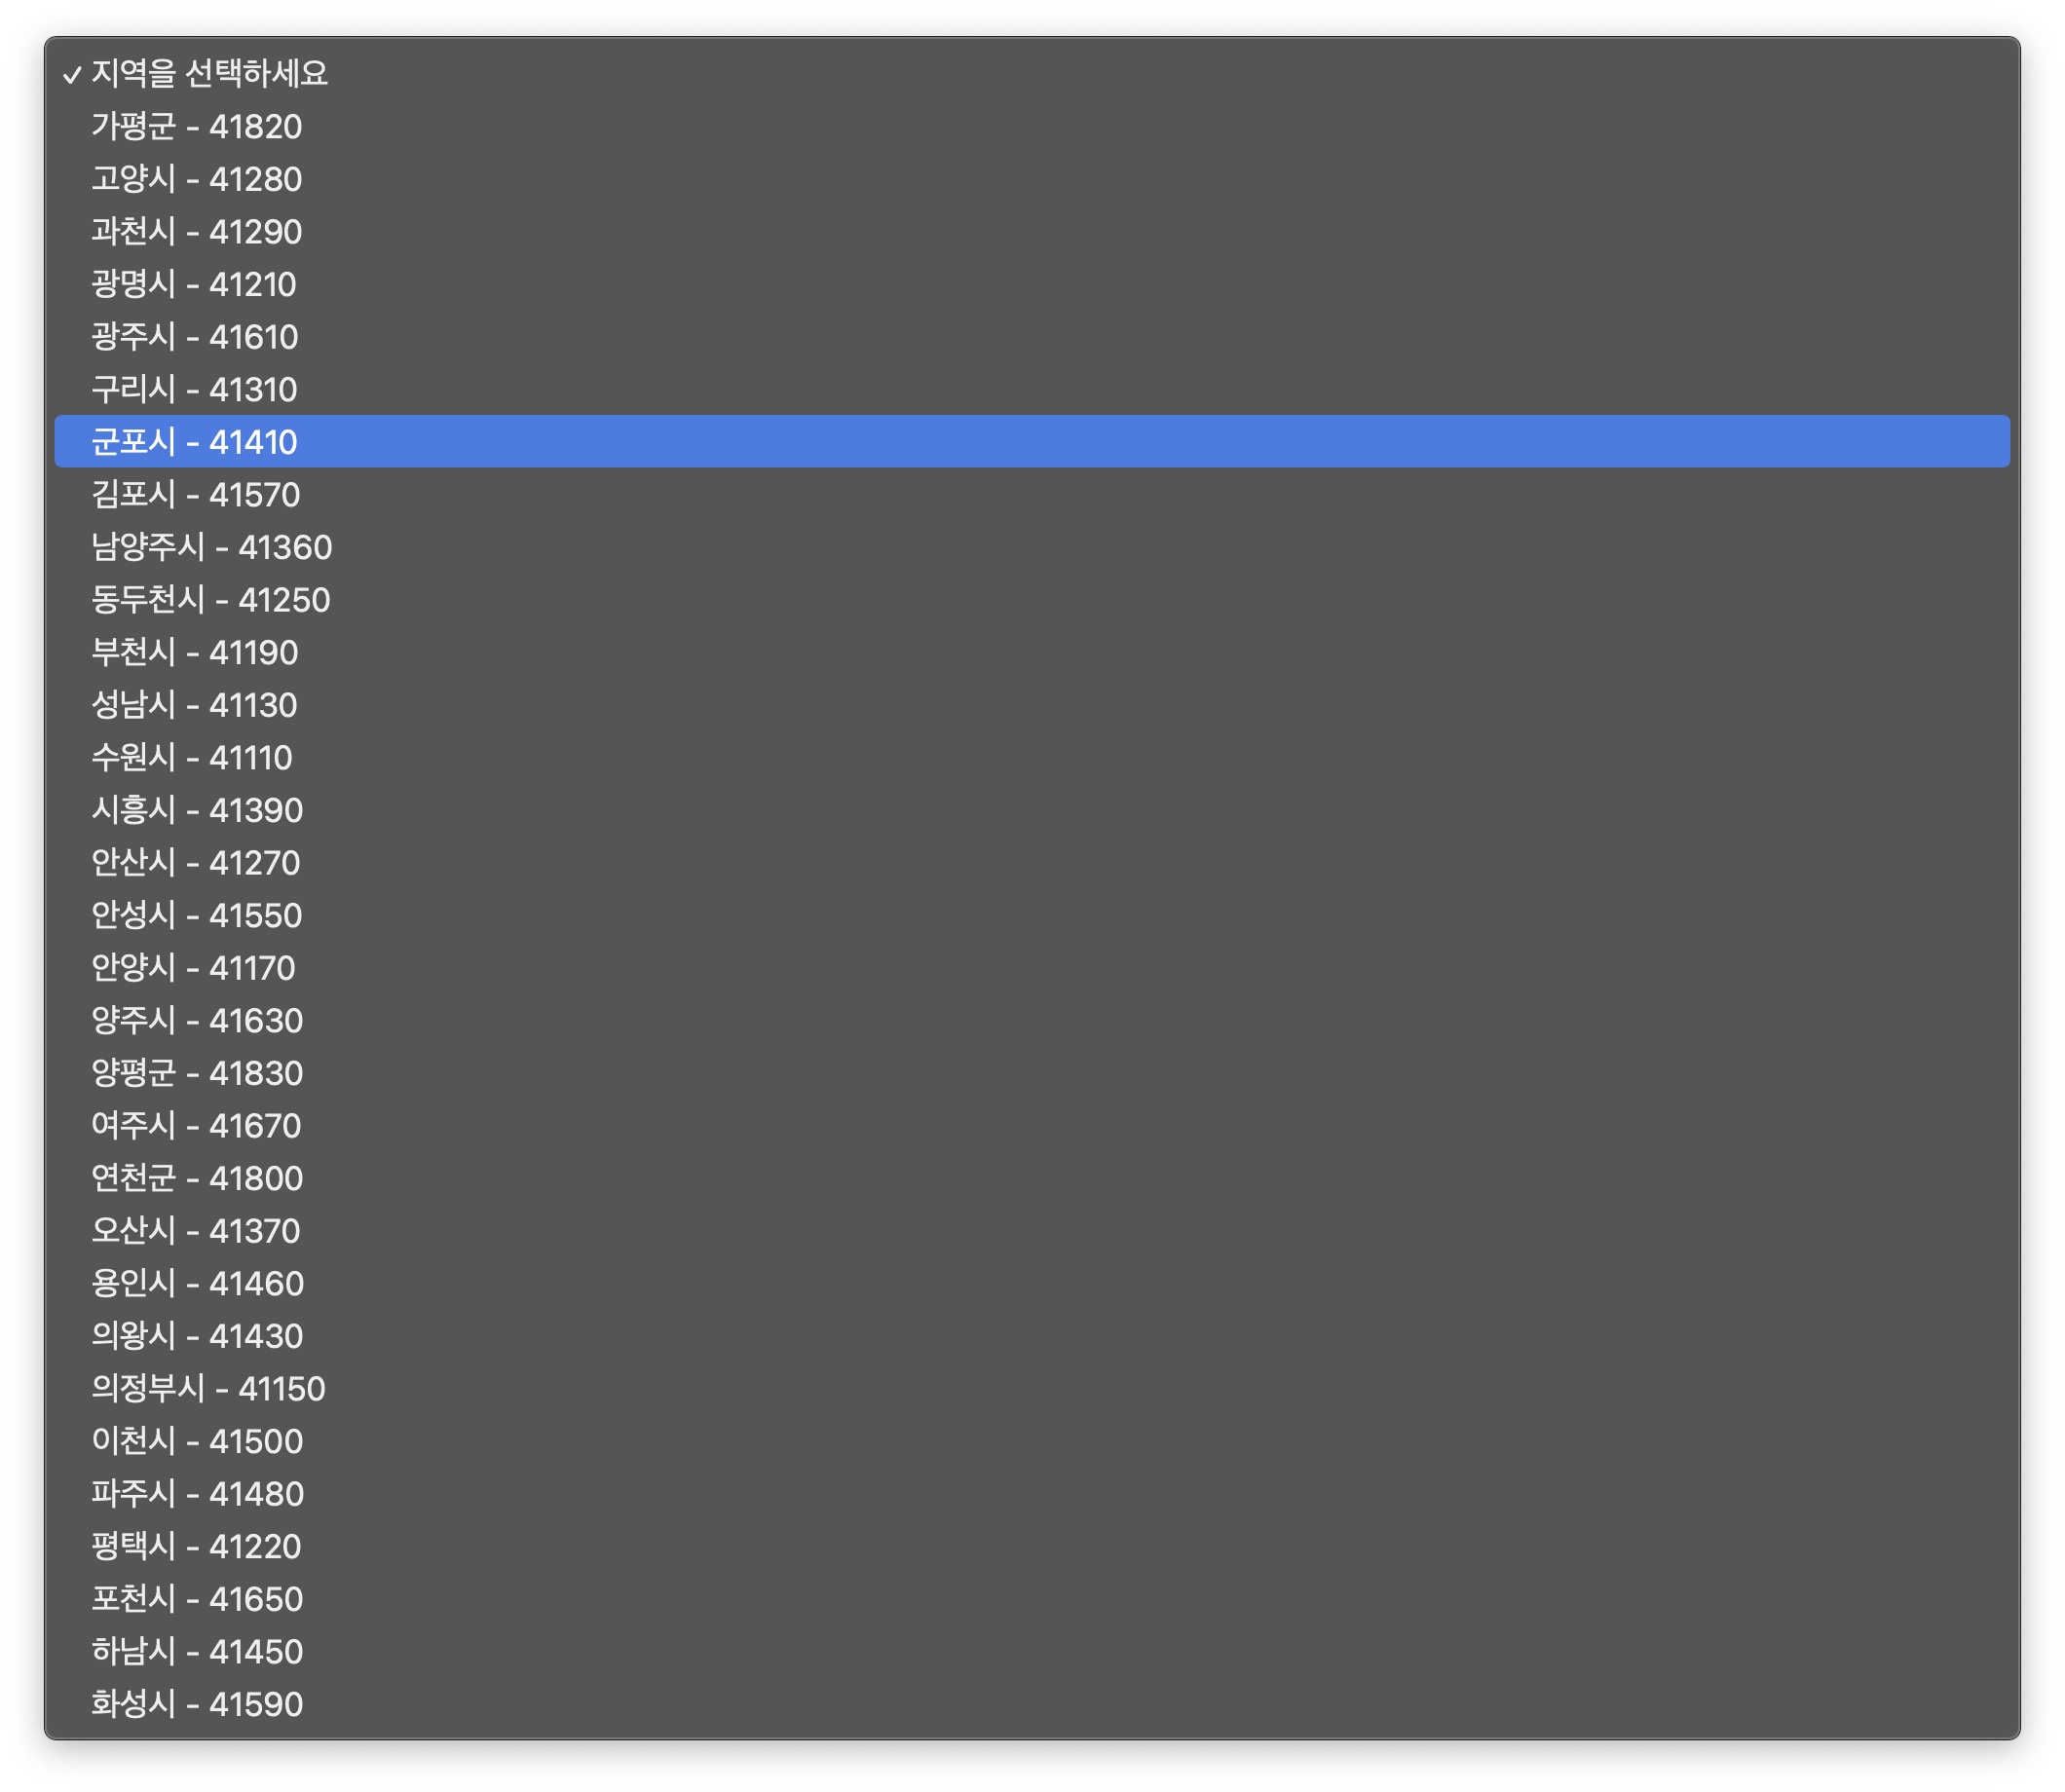 ✓ 지역을 선택하세요
가평군 - 41820
고양시 - 41280
과천시 - 41290
광명시 - 41210
광주시 - 41610
구리시 - 41310
군포시 - 41410
김포시 - 41570
남양주시 - 41360
동두천시 - 41250
부천시 - 41190
성남시 - 41130
수원시 - 41110
시흥시 - 41390
안산시 - 41270
안성시 - 41550
안양시 - 41170
양주시 - 41630
양평군 - 41830
여주시 - 41670
연천군 - 41800
오산시 - 41370
용인시 - 41460
의왕시 - 41430
의정부시 - 41150
이천시 - 41500
파주시 - 41480
평택시 - 41220
포천시 - 41650
하남시 - 41450
화성시 - 41590